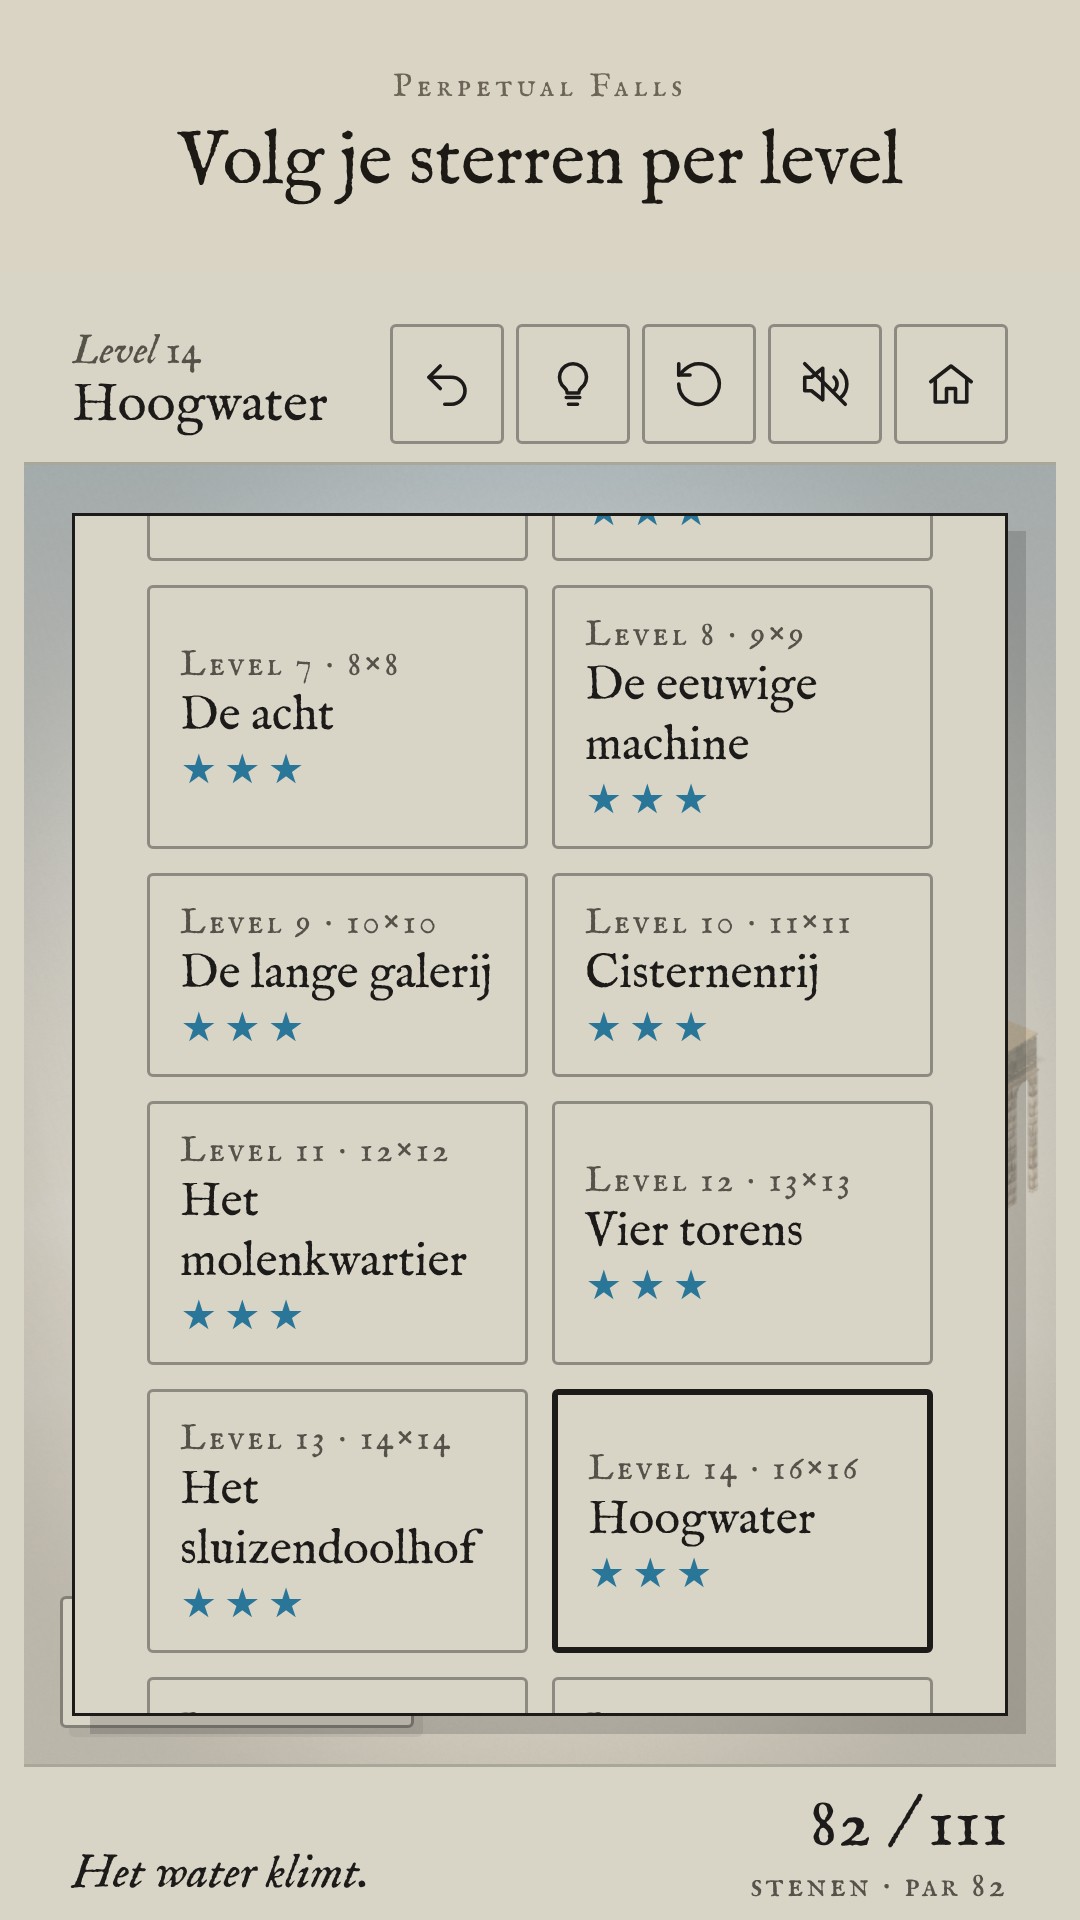 Perpetual Falls
Volg je sterren per level
Level 14
Hoogwater
★ ★ ★
Level 7 · 8×8
De acht
★ ★ ★
Level 8 · 9×9
De eeuwige
machine
★ ★ ★
Level 9 · 10×10
De lange galerij
★ ★ ★
Level 10 · 11×11
Cisternenrij
★ ★ ★
Level 11 · 12×12
Het
molenkwartier
★ ★ ★
Level 12 · 13×13
Vier torens
★ ★ ★
Level 13 · 14×14
Het
sluizendoolhof
★ ★ ★
Level 14 · 16×16
Hoogwater
★ ★ ★
Het water klimt.
82 / 111
stenen · par 82